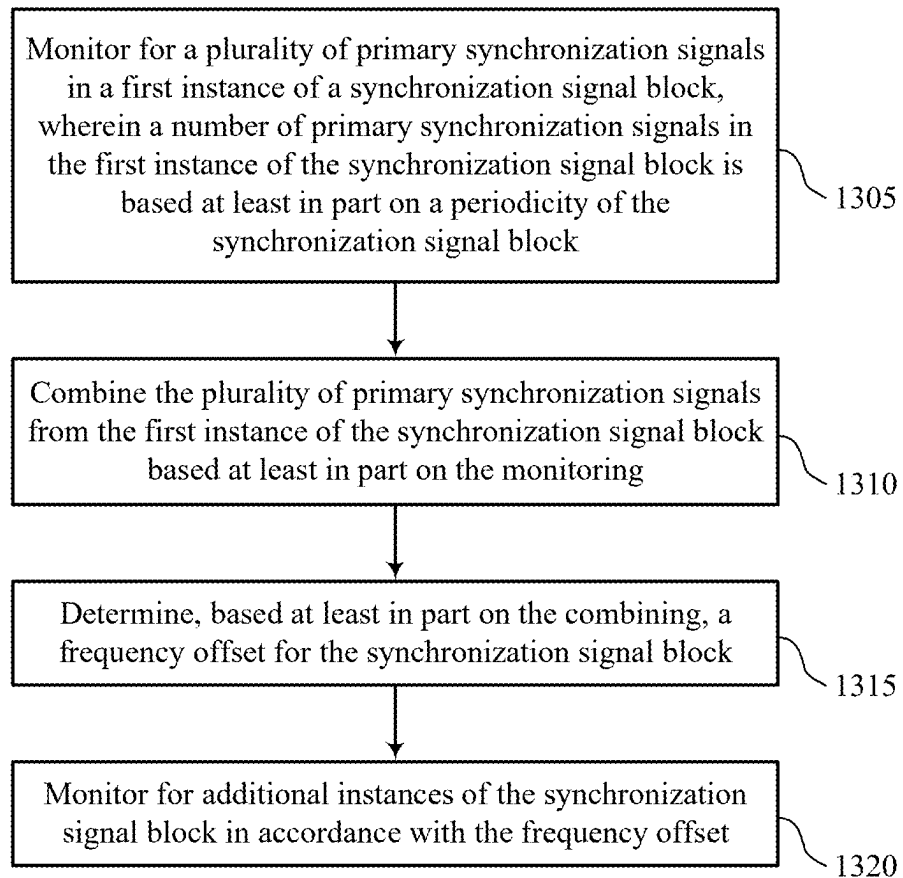 Monitor for a plurality of primary synchronization signals
in a first instance of a synchronization signal block,
wherein a number of primary synchronization signals in
the first instance of the synchronization signal block is
based at least in part on a periodicity of the
synchronization signal block
1305
Combine the plurality of primary synchronization signals
from the first instance of the synchronization signal block
based at least in part on the monitoring
1310
Determine, based at least in part on the combining, a
frequency offset for the synchronization signal block
1315
Monitor for additional instances of the synchronization
signal block in accordance with the frequency offset
1320